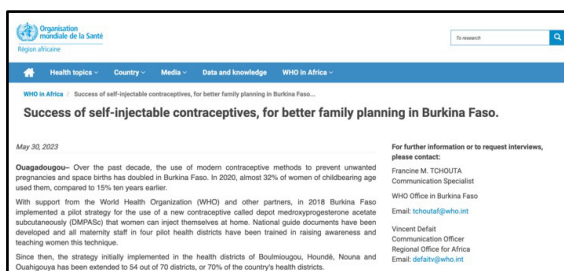 Organisation
mondiale de la Santé
Région africaine
To research
Health topics
Country
Media
Data and knowledge
WHO in Africa
WHO in Africa / Success of self-injectable contraceptives, for better family planning in Burkina Faso...
Success of self-injectable contraceptives, for better family planning in Burkina Faso.
May 30, 2023
Ouagadougou– Over the past decade, the use of modern contraceptive methods to prevent unwanted
pregnancies and space births has doubled in Burkina Faso. In 2020, almost 32% of women of childbearing age
used them, compared to 15% ten years earlier.
With support from the World Health Organization (WHO) and other partners, in 2018 Burkina Faso
implemented a pilot strategy for the use of a new contraceptive called depot medroxyprogesterone acetate
subcutaneously (DMPASc) that women can inject themselves at home. National guide documents have been
developed and all maternity staff in four pilot health districts have been trained in raising awareness and
teaching women this technique.
Since then, the strategy initially implemented in the health districts of Boulmiougou, Houndé, Nouna and
Ouahigouya has been extended to 54 out of 70 districts, or 70% of the country's health districts.
For further information or to request interviews,
please contact:
Francine M. TCHOUTA
Communication Specialist
WHO Office in Burkina Faso
Email: tchoutaf@who.int
Vincent Defait
Communication Officer
Regional Office for Africa
Email: defaitv@who.int